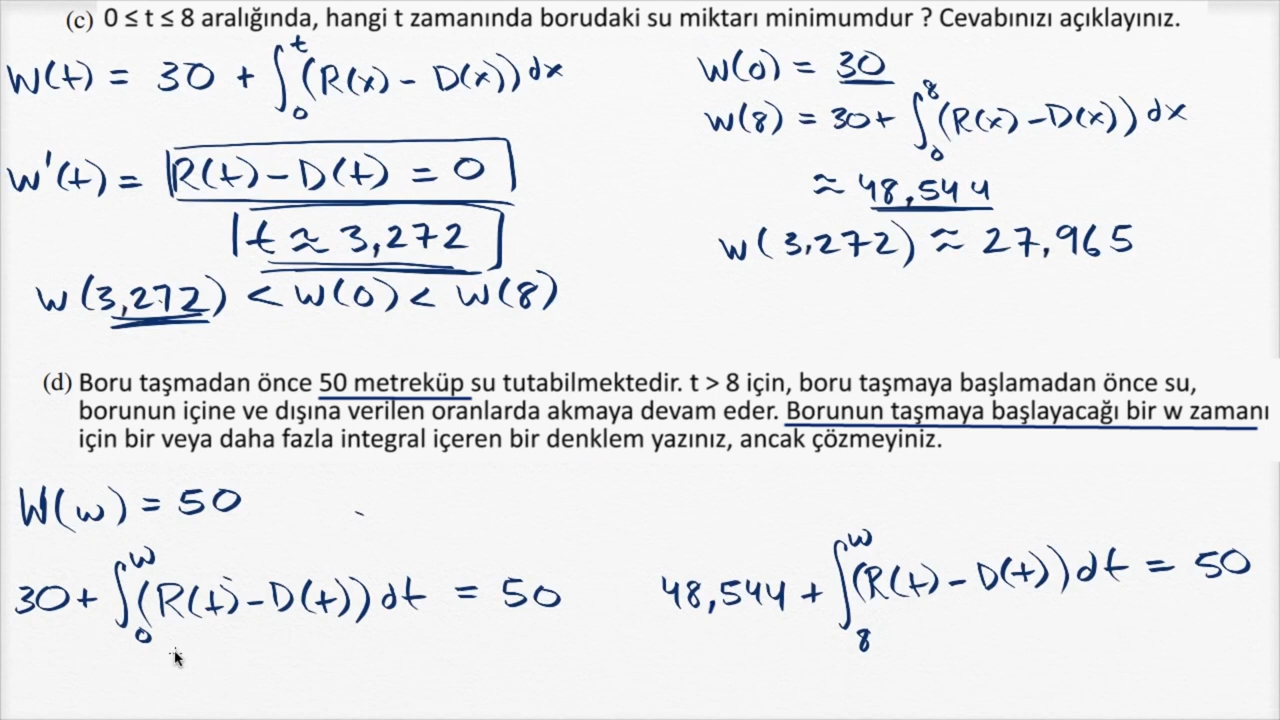 (c) 0 ≤ t ≤ 8 aralığında, hangi t zamanında borudaki su miktarı minimumdur ? Cevabınızı açıklayınız.
W(t) = 30 + ∫₀ᵗ (R(x) - D(x)) dx
W'(t) = R(t) - D(t) = 0
t ≈ 3,272
W(3,272) < W(0) < W(8)
W(0) = 30
W(8) = 30 + ∫₀⁸ (R(x) - D(x)) dx
≈ 48,544
W(3,272) ≈ 27,965
(d) Boru taşmadan önce 50 metreküp su tutabilmektedir. t > 8 için, boru taşmaya başlamadan önce su,
borunun içine ve dışına verilen oranlarda akmaya devam eder. Borunun taşmaya başlayacağı bir w zamanı
için bir veya daha fazla integral içeren bir denklem yazınız, ancak çözmeyiniz.
W(w) = 50
30 + ∫₀ʷ (R(t) - D(t)) dt = 50
48,544 + ∫₈ʷ (R(t) - D(t)) dt = 50